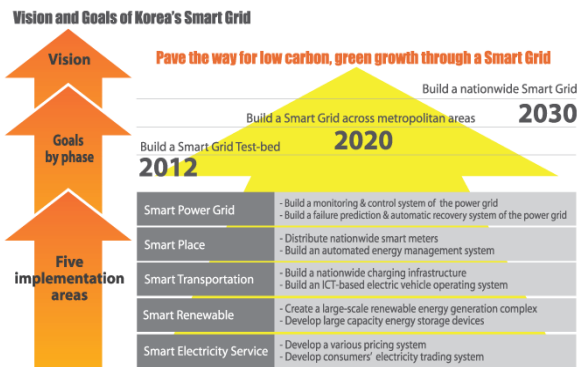 Vision and Goals of Korea's Smart Grid
Vision
Pave the way for low carbon, green growth through a Smart Grid
Goals
by phase
Build a nationwide Smart Grid
2030
Build a Smart Grid across metropolitan areas
2020
Build a Smart Grid Test-bed
2012
Five
implementation
areas
Smart Power Grid
- Build a monitoring & control system of the power grid
- Build a failure prediction & automatic recovery system of the power grid
Smart Place
- Distribute nationwide smart meters
- Build an automated energy management system
Smart Transportation
- Build a nationwide charging infrastructure
- Build an ICT-based electric vehicle operating system
Smart Renewable
- Create a large-scale renewable energy generation complex
- Develop large capacity energy storage devices
Smart Electricity Service
- Develop a various pricing system
- Develop consumers' electricity trading system